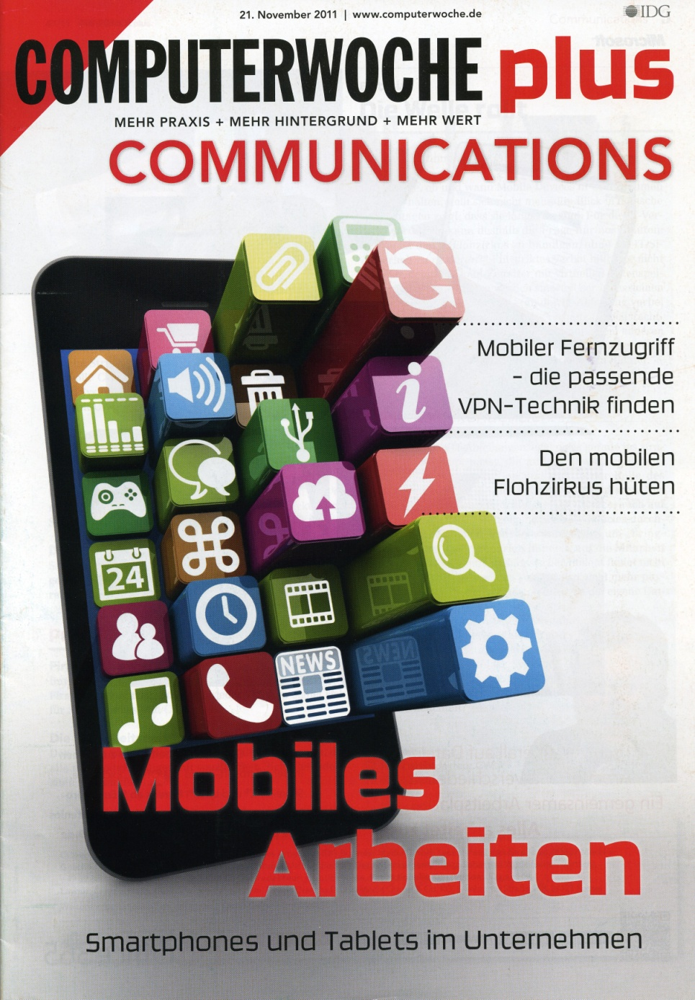 21. November 2011 | www.computerwoche.de
IDG
COMPUTERWOCHE plus
MEHR PRAXIS + MEHR HINTERGRUND + MEHR WERT
COMMUNICATIONS
Mobiler Fernzugriff
- die passende
VPN-Technik finden
Den mobilen
Flohzirkus hüten
24
NEWS
NEWS
Mobiles
Arbeiten
Smartphones und Tablets im Unternehmen